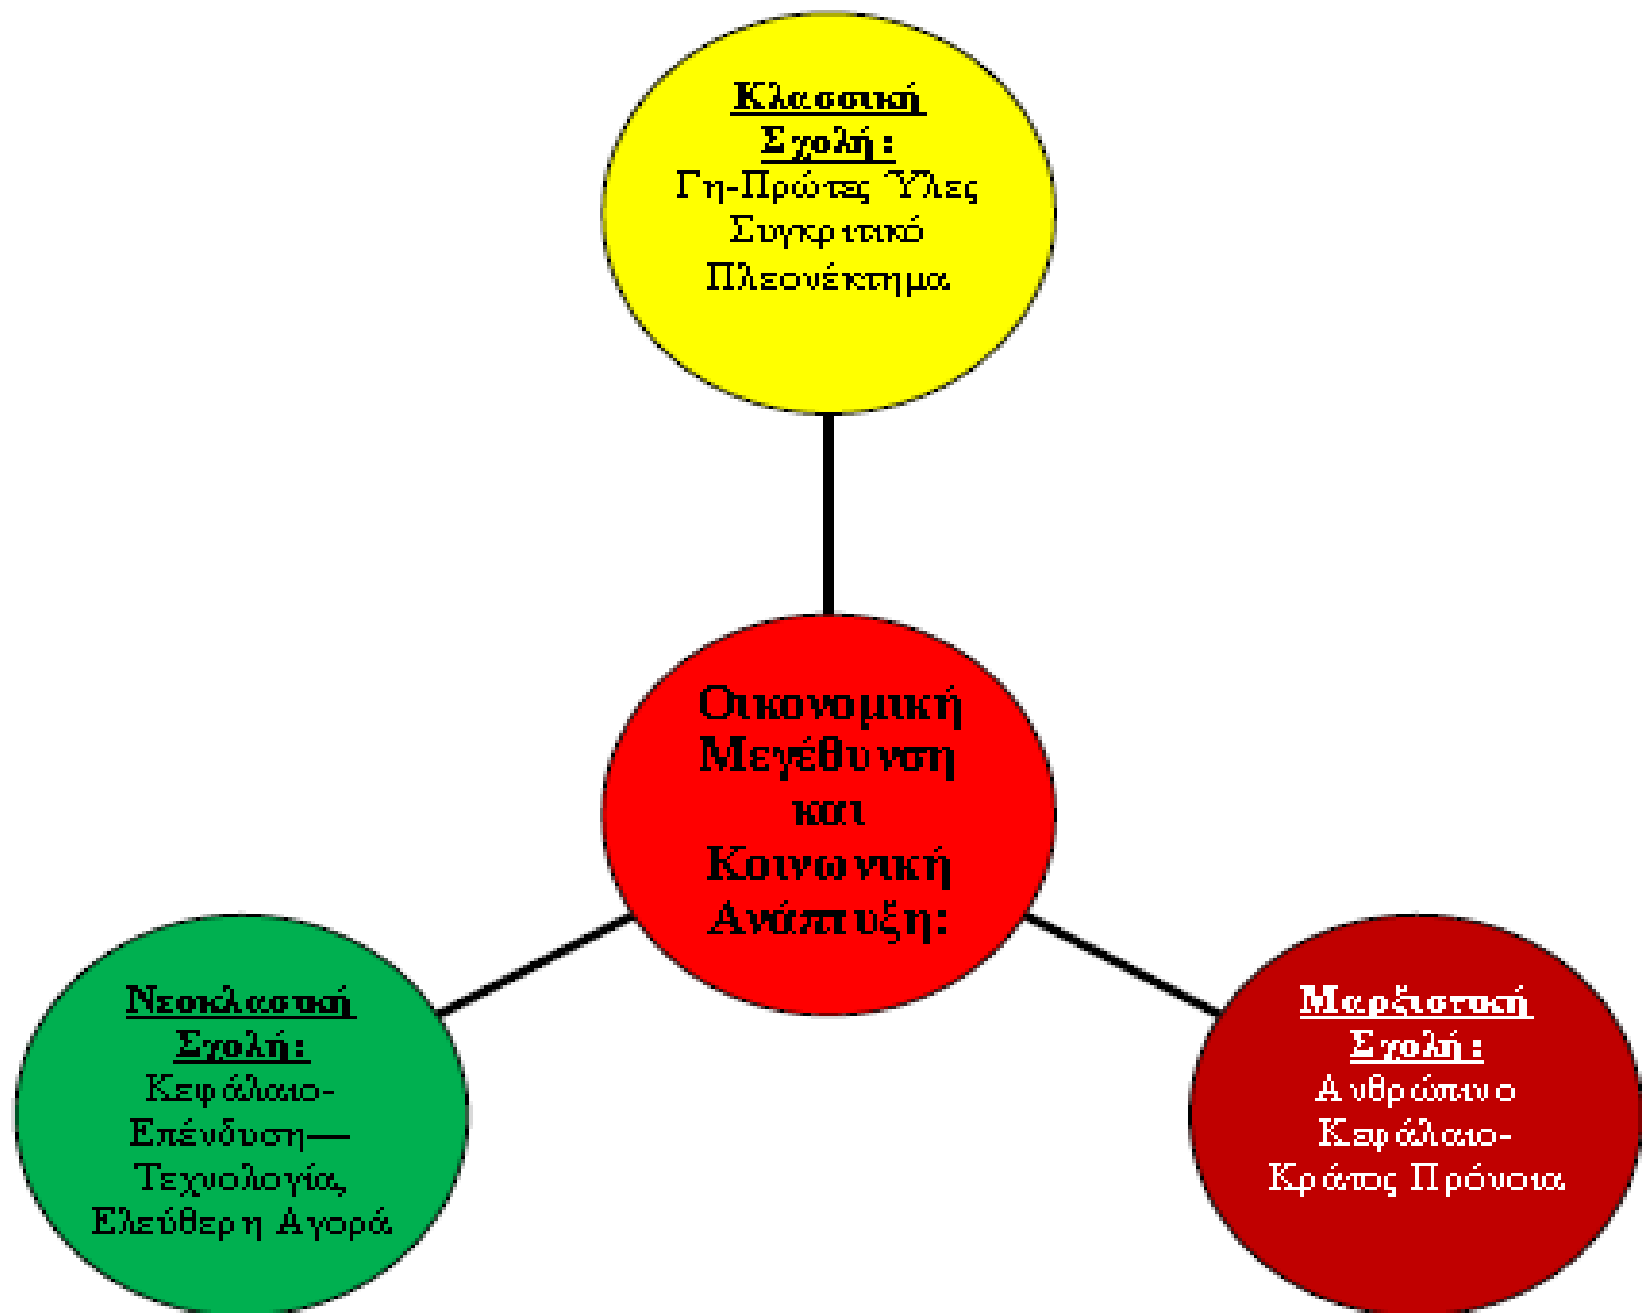 Κλασσική
Σχολή:
Γη-Πρώτες Ύλες
Συγκριτικό
Πλεονέκτημα
Οικονομική
Μεγέθυνση
και
Κοινωνική
Ανάπτυξη:
Νεοκλασική
Σχολή:
Κεφάλαιο-
Επένδυση—
Τεχνολογία,
Ελεύθερη Αγορά
Μαρξιστική
Σχολή:
Ανθρώπινο
Κεφάλαιο-
Κράτος Πρόνοια